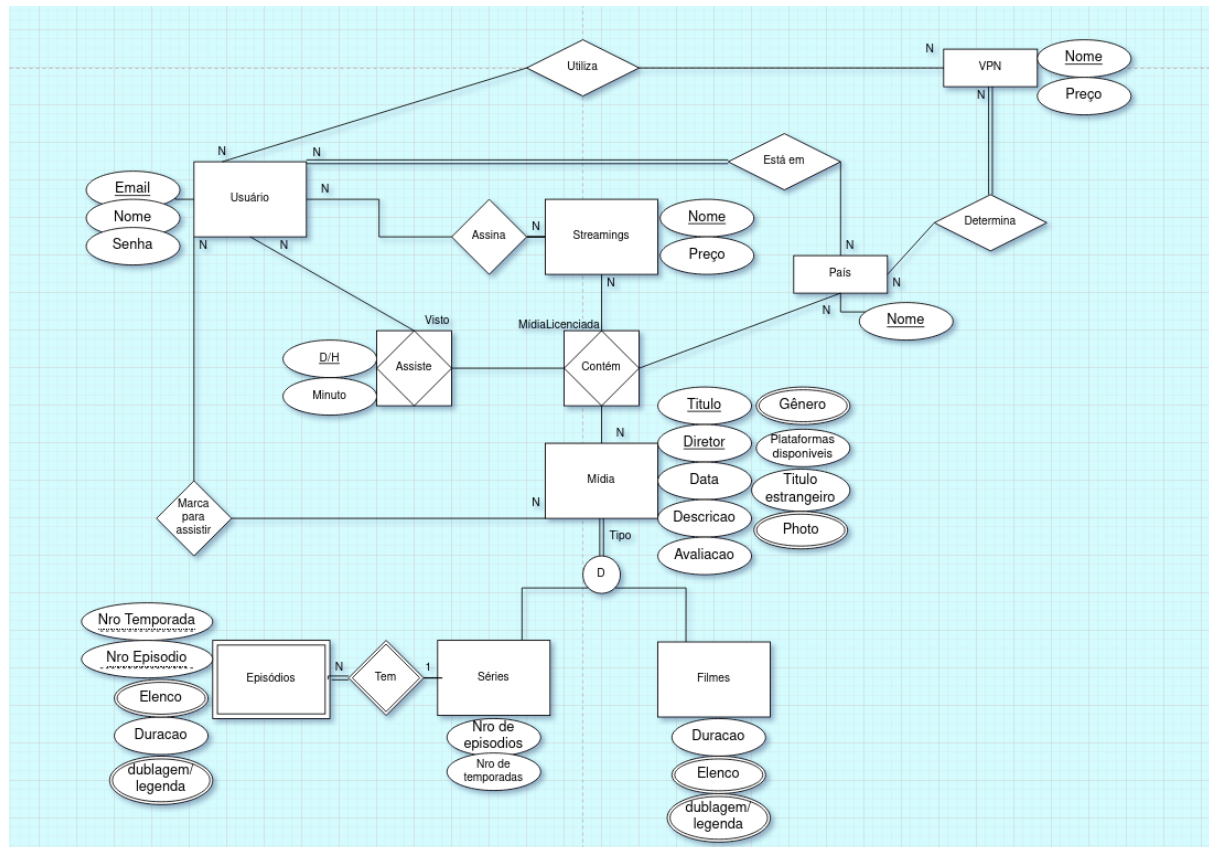 Utiliza
N
VPN
Nome
Preço
N
N
N
Está em
Email
Nome
Senha
Usuário
N
Assina
N
Streamings
Nome
Preço
Determina
N
N
N
País
N
N
N
Nome
Visto
MídiaLicenciada
D/H
Minuto
Assiste
Contém
N
Titulo
Gênero
Diretor
Plataformas
disponiveis
Mídia
Data
Titulo
estrangeiro
Marca
para
assistir
N
Descricao
Photo
Tipo
Avaliacao
D
Nro Temporada
Nro Episodio
Episódios
N
Tem
1
Séries
Filmes
Elenco
Duracao
dublagem/
legenda
Nro de
episodios
Nro de
temporadas
Duracao
Elenco
dublagem/
legenda